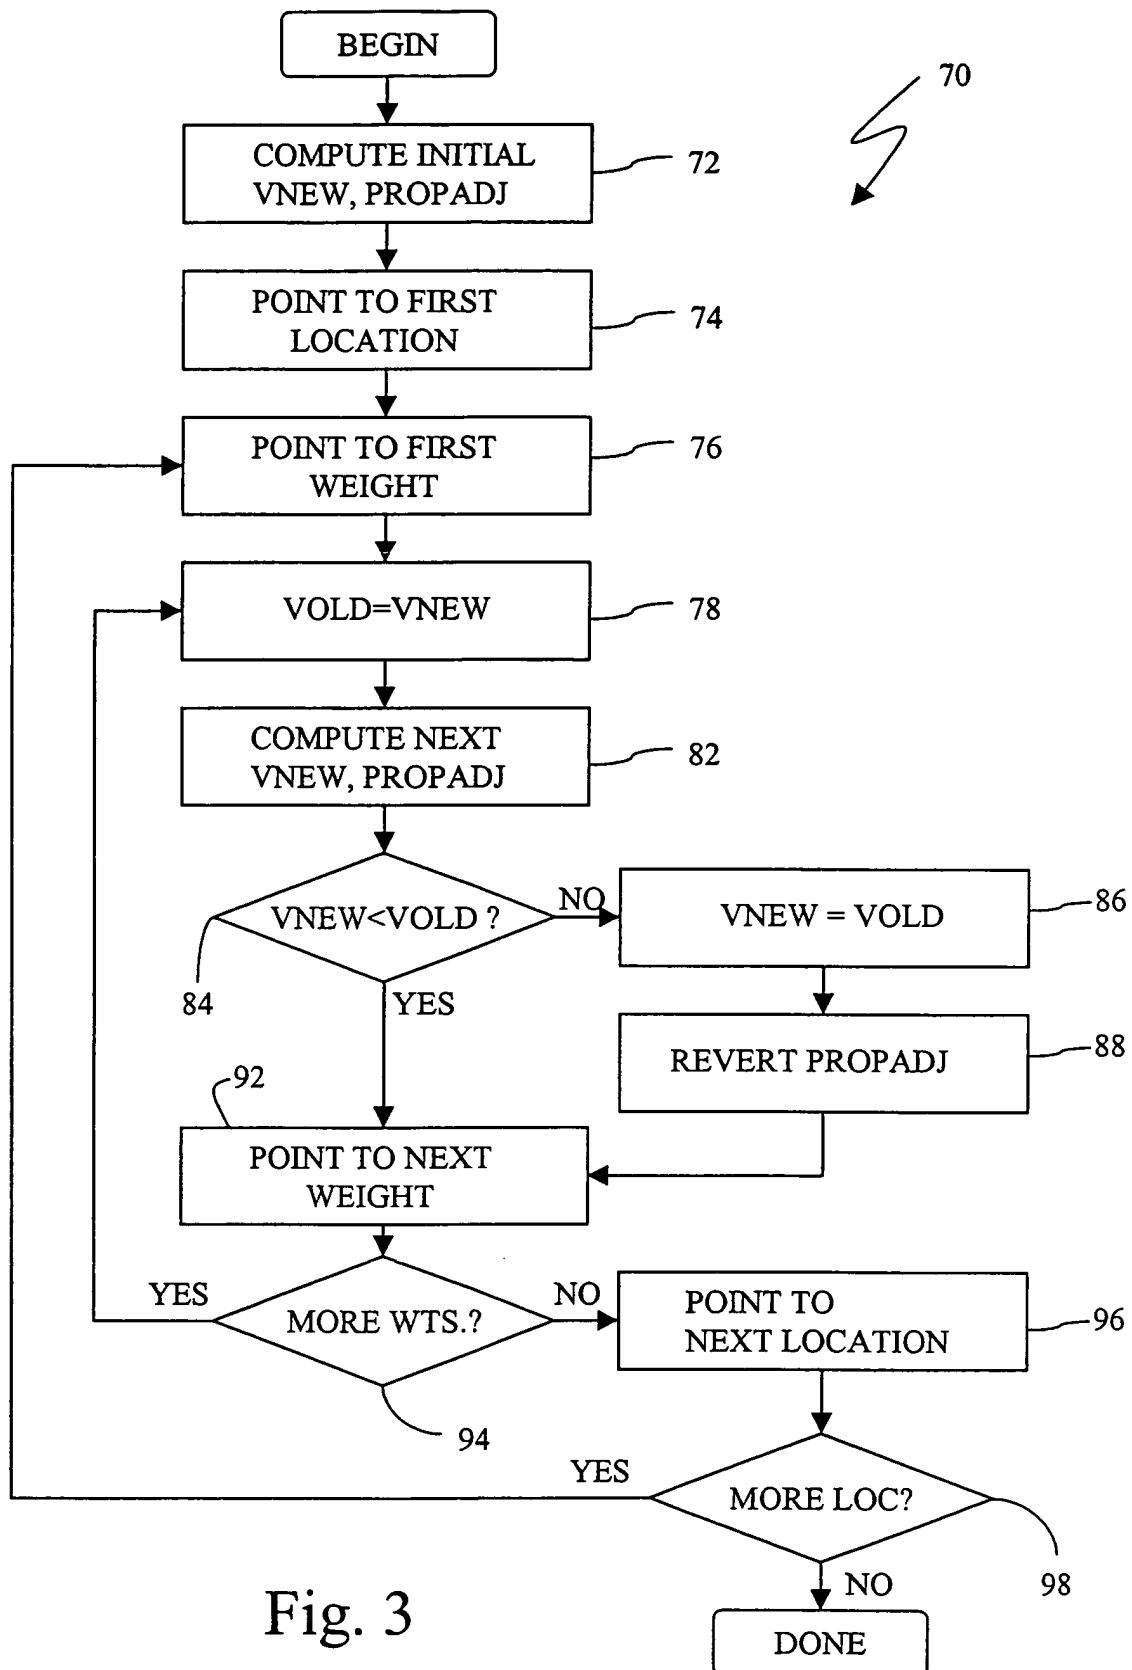 BEGIN
70
COMPUTE INITIAL
VNEW, PROPADJ
72
POINT TO FIRST
LOCATION
74
POINT TO FIRST
WEIGHT
76
VOLD=VNEW
78
COMPUTE NEXT
VNEW, PROPADJ
82
VNEW<VOLD ?
NO
VNEW = VOLD
86
84
YES
REVERT PROPADJ
88
92
POINT TO NEXT
WEIGHT
YES
MORE WTS.?
NO
POINT TO
NEXT LOCATION
96
94
YES
MORE LOC?
98
NO
DONE
Fig. 3